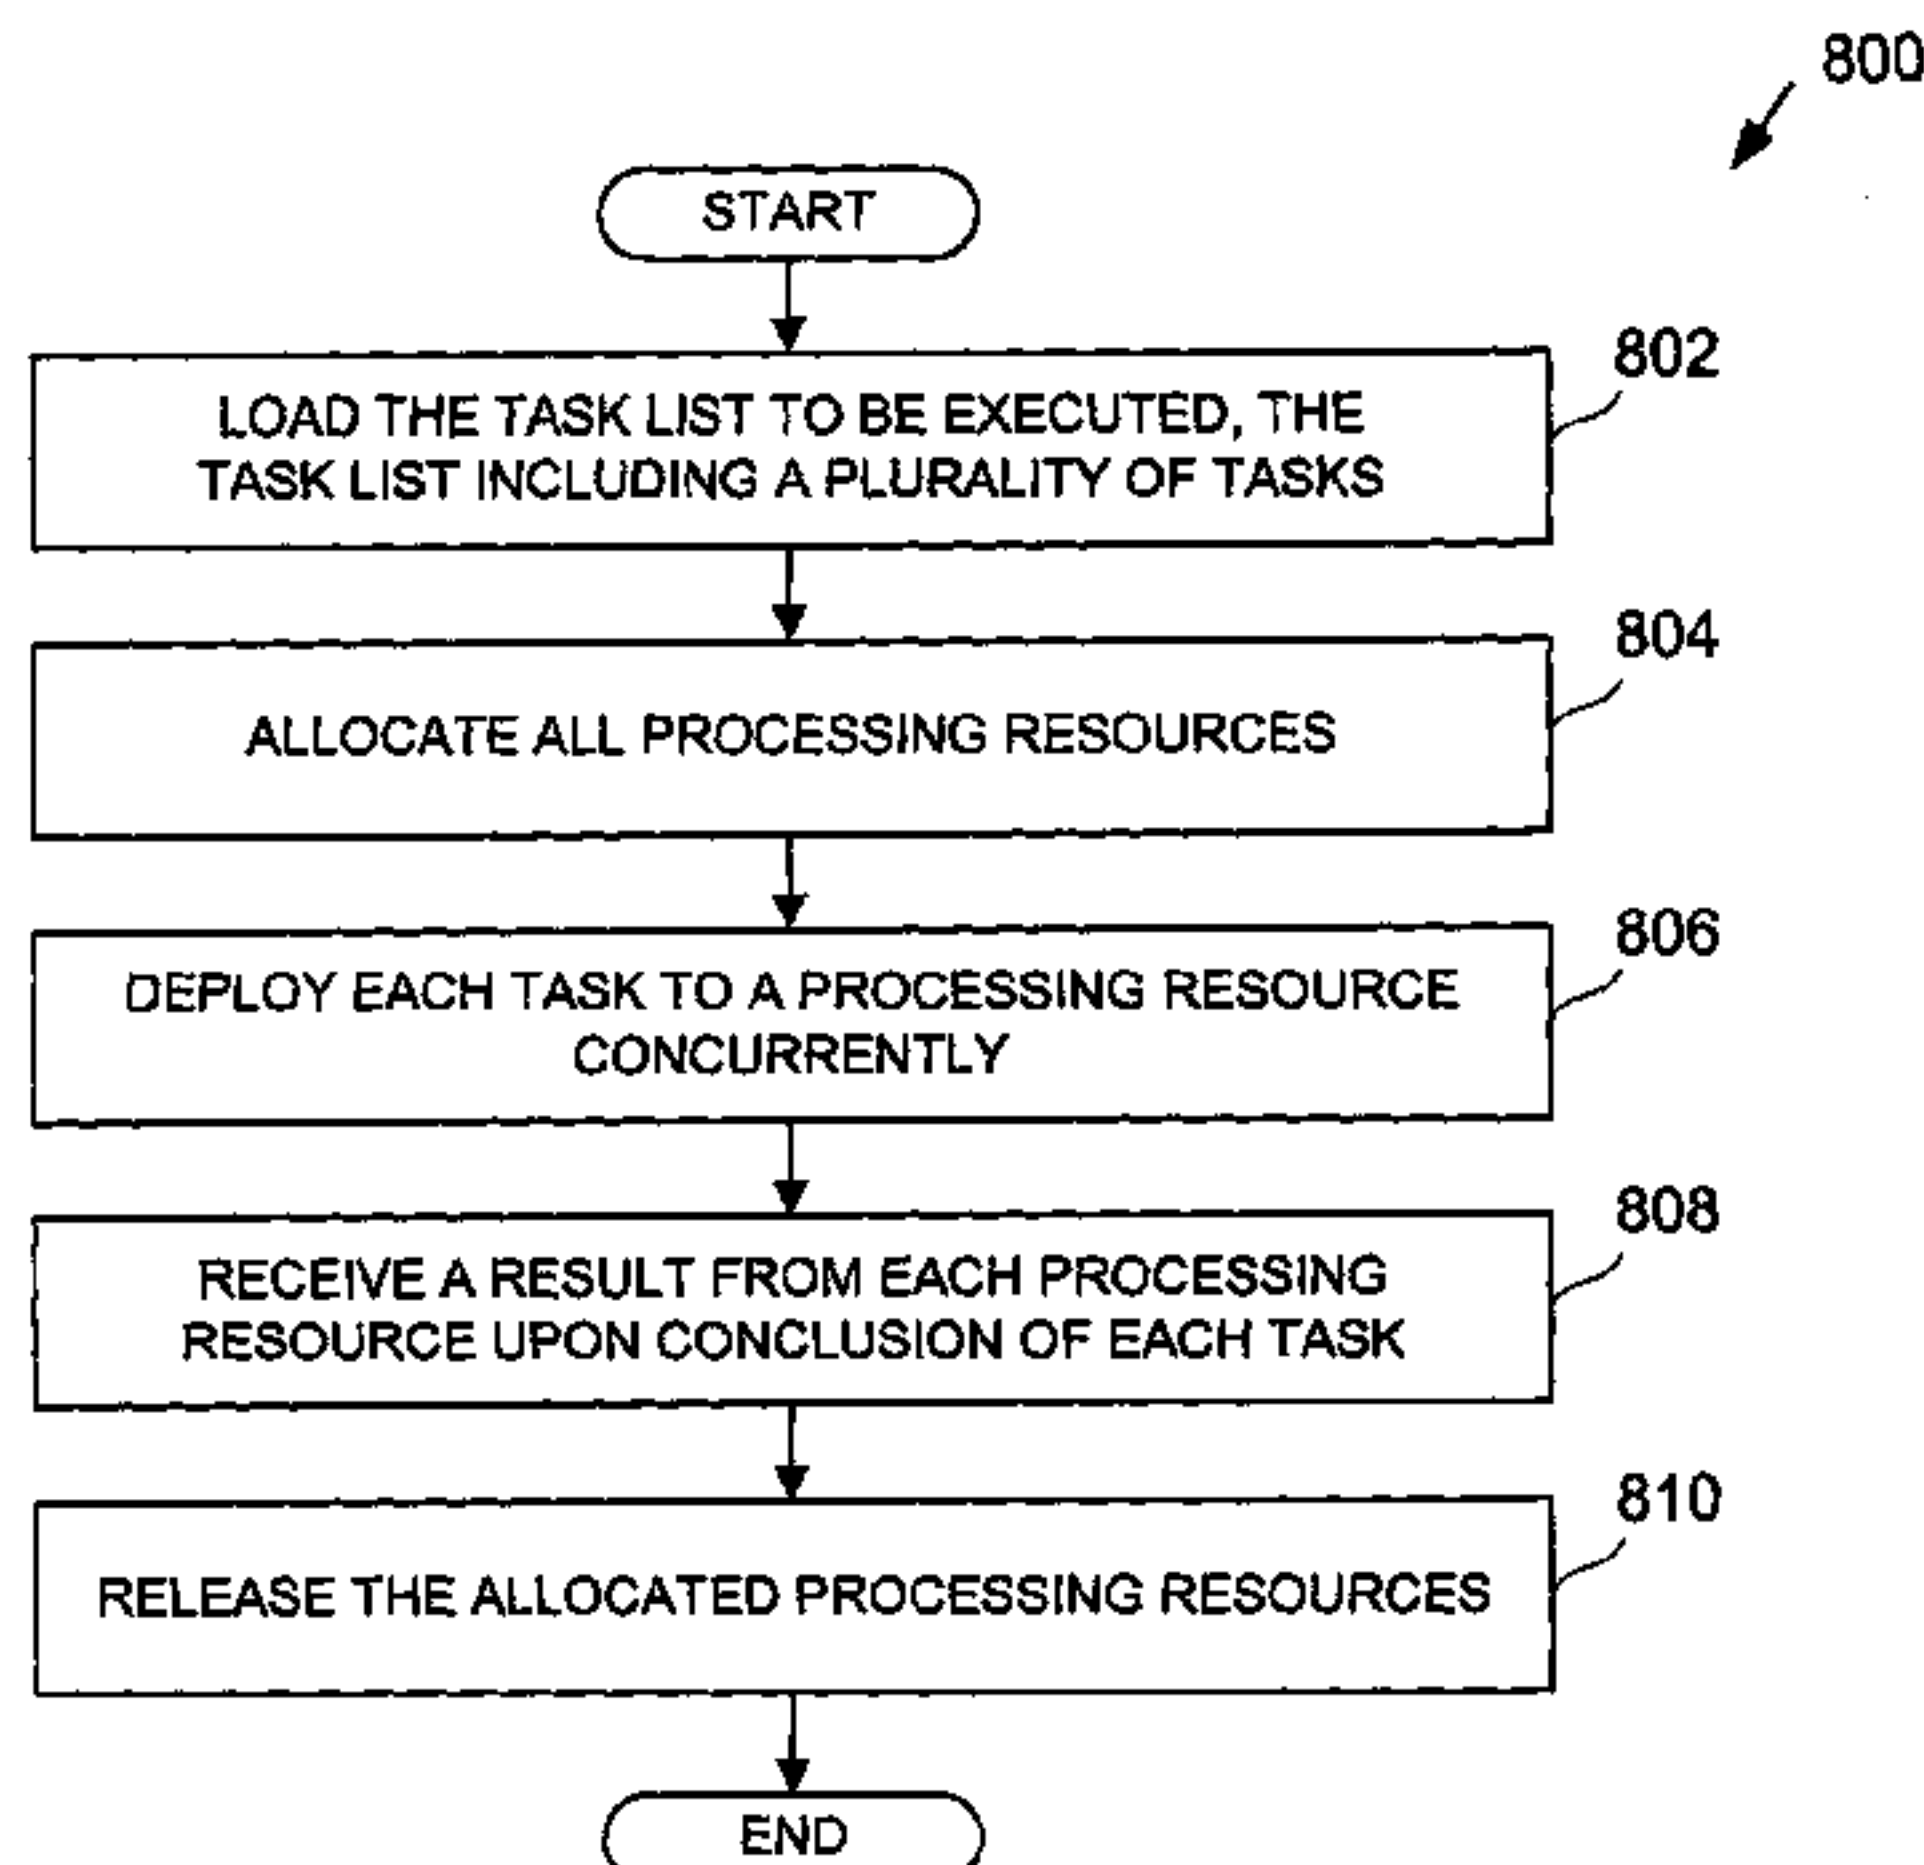 800
START
802
LOAD THE TASK LIST TO BE EXECUTED, THE
TASK LIST INCLUDING A PLURALITY OF TASKS
804
ALLOCATE ALL PROCESSING RESOURCES
806
DEPLOY EACH TASK TO A PROCESSING RESOURCE
CONCURRENTLY
808
RECEIVE A RESULT FROM EACH PROCESSING
RESOURCE UPON CONCLUSION OF EACH TASK
810
RELEASE THE ALLOCATED PROCESSING RESOURCES
END